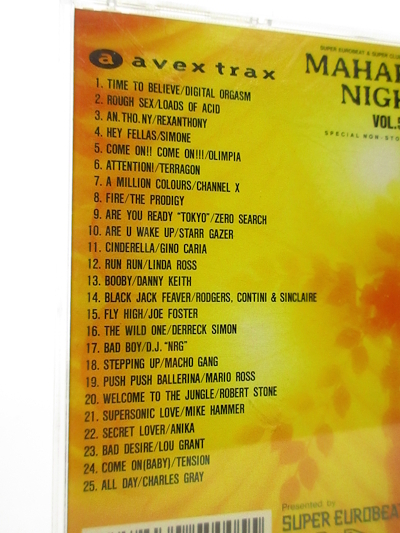 a avex trax
SUPER EUROBEAT & SUPER
VOL.
SPECIAL
1. TIME TO BELIEVE/DIGITAL ORGASM
2. ROUGH SEX/LOADS OF ACID
3. AN.THO.NY/REXANTHONY
4. HEY FELLAS/SIMONE
5. COME ON!! COME ON!!!/OLIMPIA
6. ATTENTION!/TERRAGON
7. A MILLION COLOURS/CHANNEL X
8. FIRE/THE PRODIGY
9. ARE YOU READY "TOKYO"/ZERO SEARCH
10. ARE U WAKE UP/STARR GAZER
11. CINDERELLA/GINO CARIA
12. RUN RUN/LINDA ROSS
13. BOOBY/DANNY KEITH
14. BLACK JACK FEAVER/RODGERS, CONTINI & SINCLAIRE
15. FLY HIGH/JOE FOSTER
16. THE WILD ONE/DERRECK SIMON
17. BAD BOY/D.J. "NRG"
18. STEPPING UP/MACHO GANG
19. PUSH PUSH BALLERINA/MARIO ROSS
20. WELCOME TO THE JUNGLE/ROBERT STONE
21. SUPERSONIC LOVE/MIKE HAMMER
22. SECRET LOVER/ANIKA
23. BAD DESIRE/LOU GRANT
24. COME ON(BABY)/TENSION
25. ALL DAY/CHARLES GRAY
Presented by
SUPER EUROBEAT